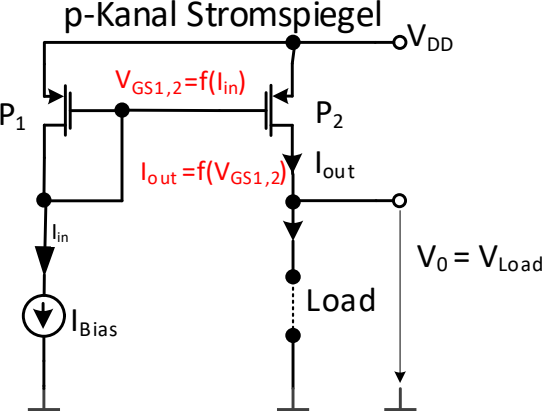 p-Kanal Stromspiegel
V_DD
V_GS1,2=f(I_in)
P_1
P_2
I_out=f(V_GS1,2)
I_out
I_in
V_0 = V_Load
Load
I_Bias